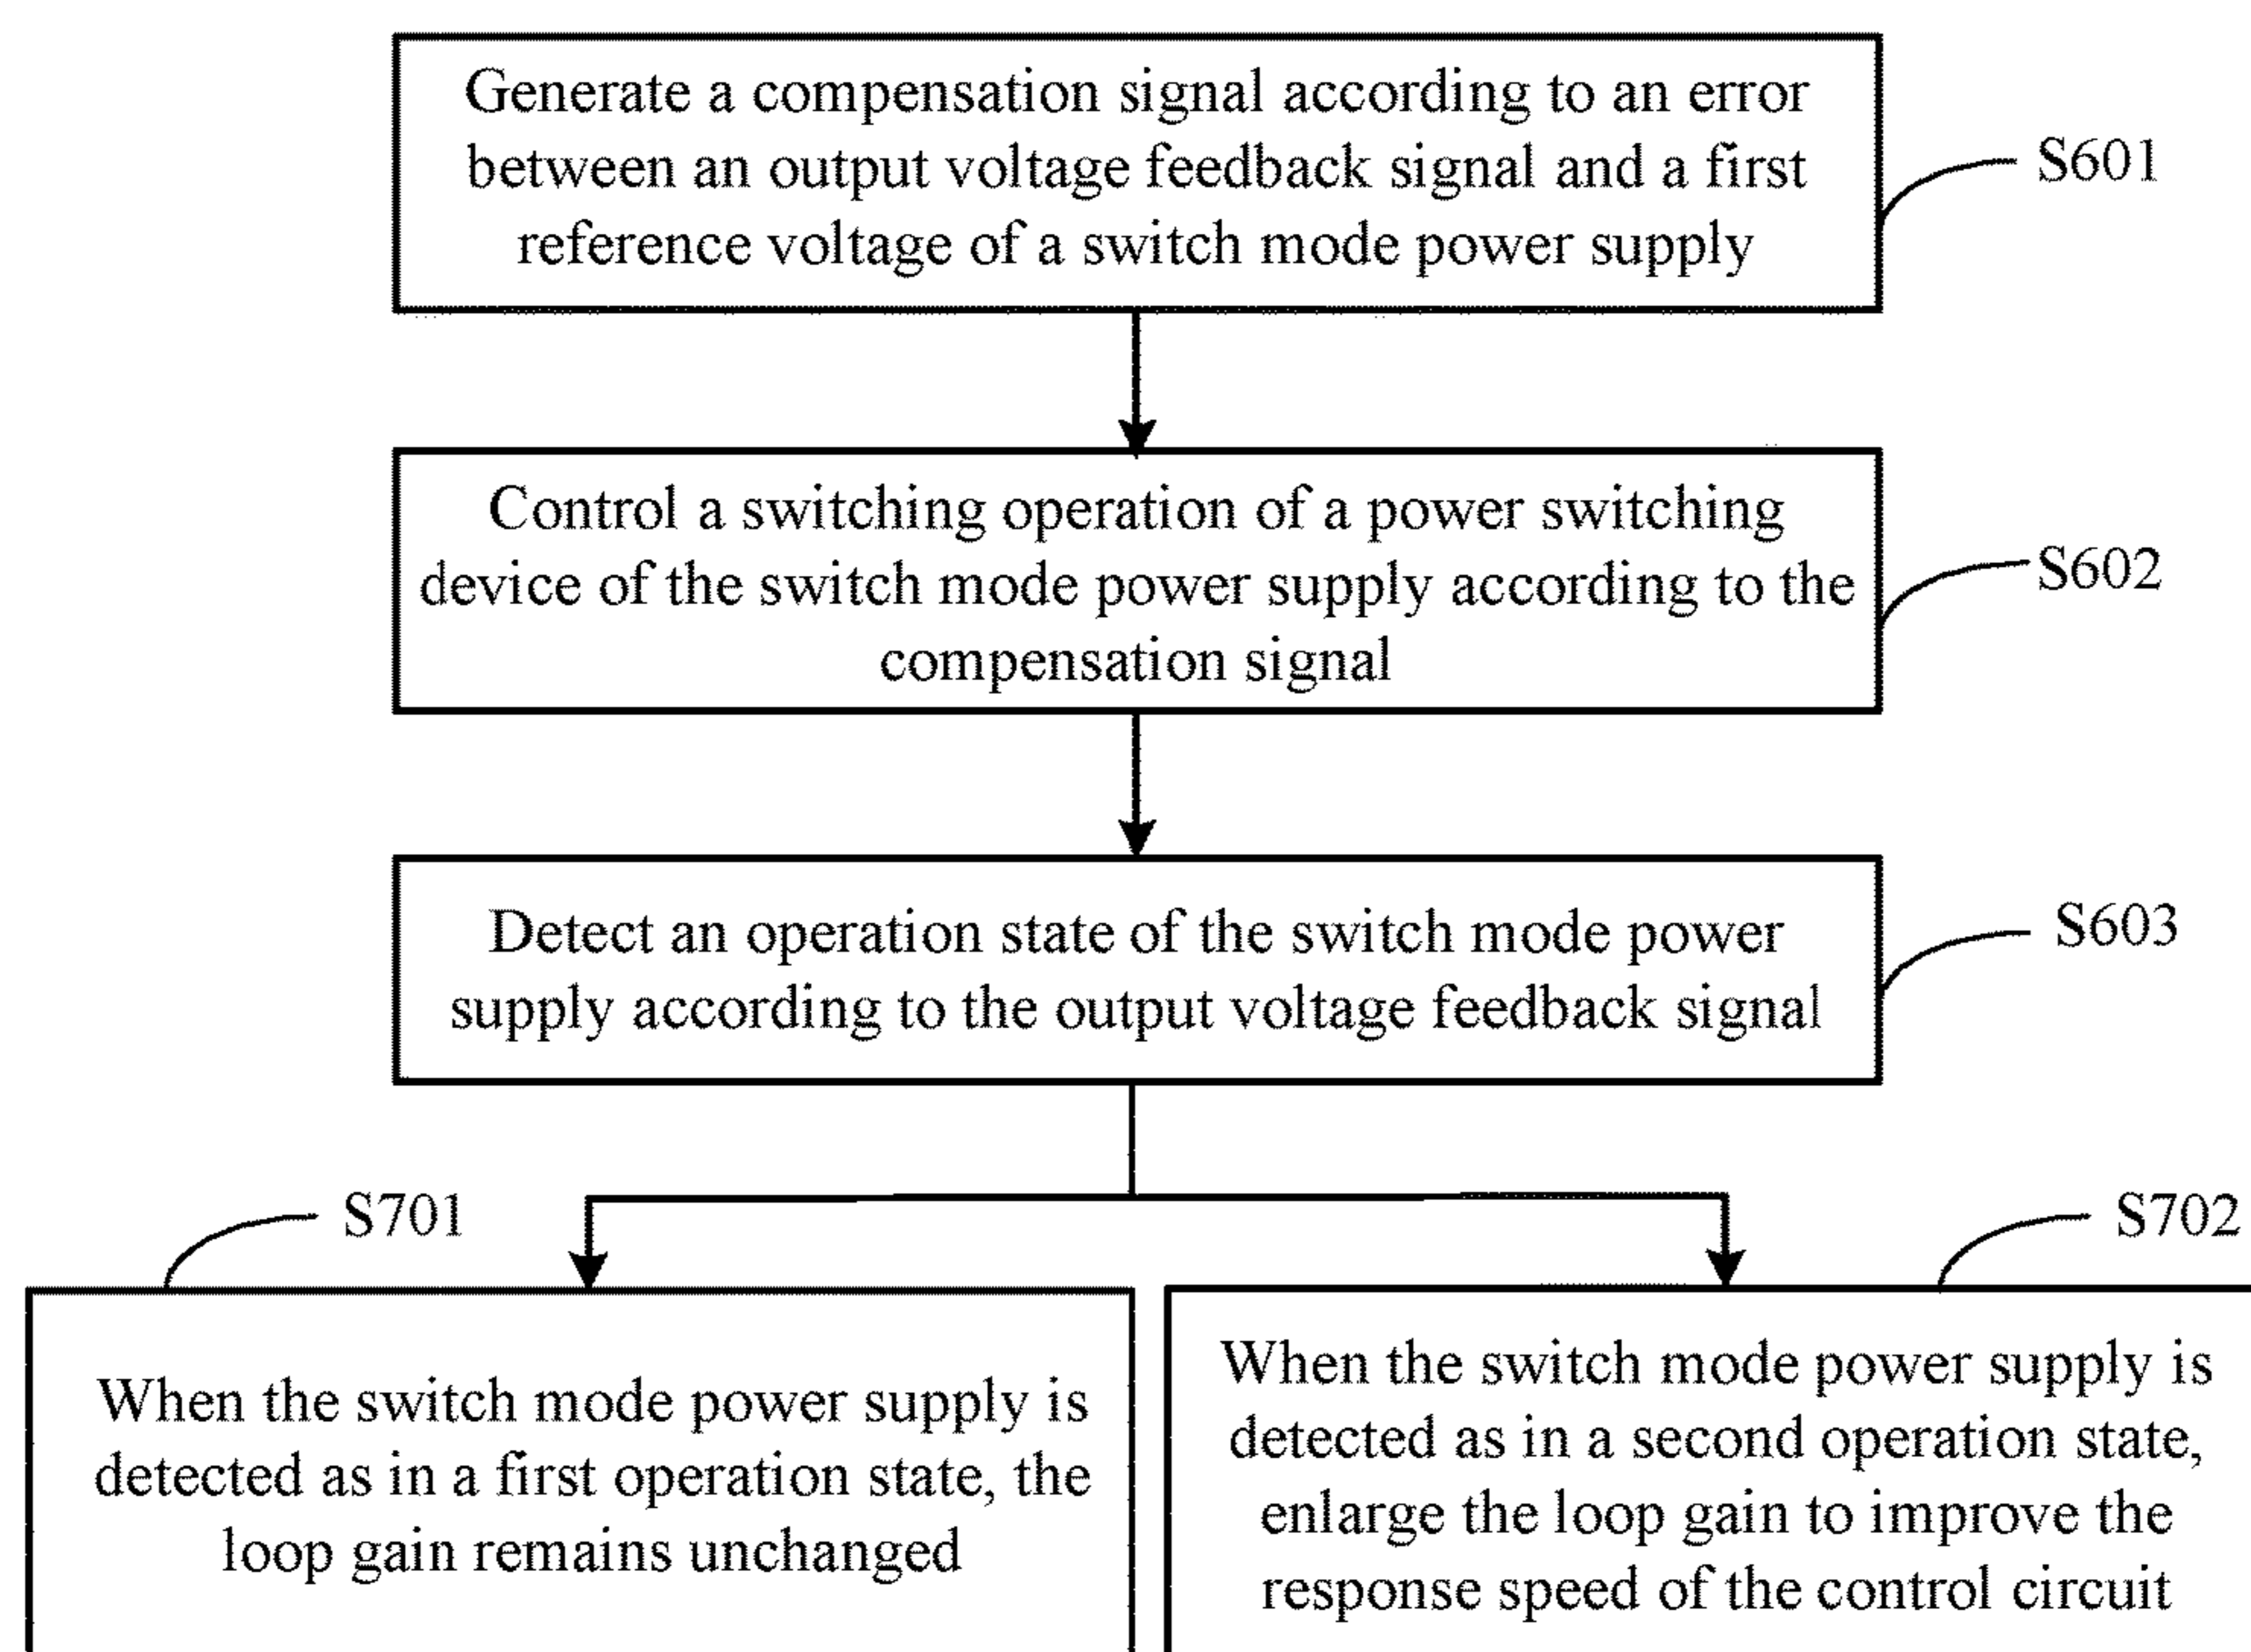 Generate a compensation signal according to an error
between an output voltage feedback signal and a first
reference voltage of a switch mode power supply
S601
Control a switching operation of a power switching
device of the switch mode power supply according to the
compensation signal
S602
Detect an operation state of the switch mode power
supply according to the output voltage feedback signal
S603
S701
When the switch mode power supply is
detected as in a first operation state, the
loop gain remains unchanged
S702
When the switch mode power supply is
detected as in a second operation state,
enlarge the loop gain to improve the
response speed of the control circuit